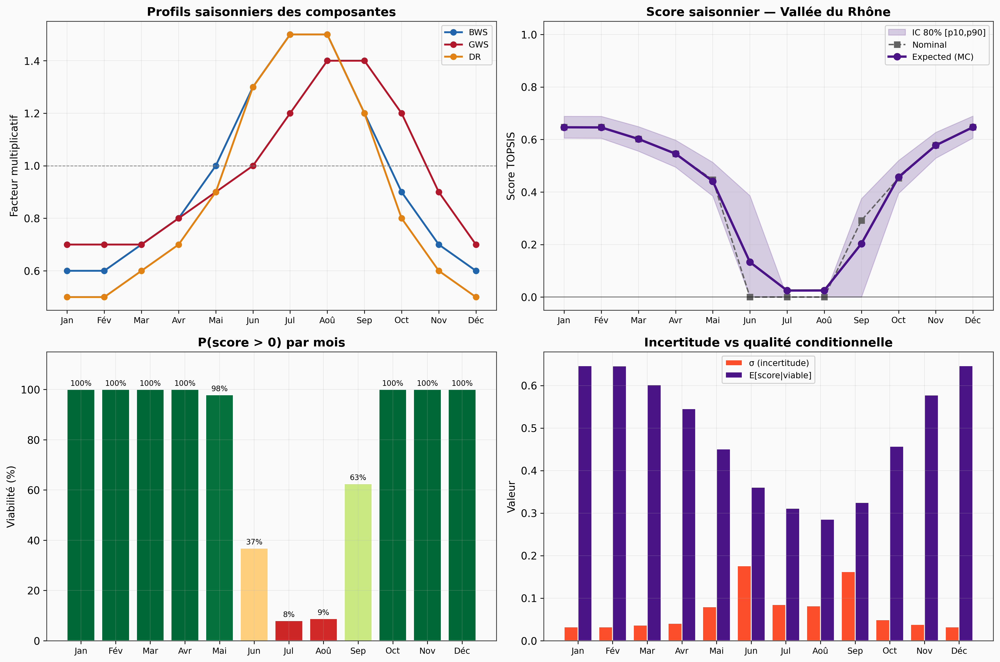 Profils saisonniers des composantes
Facteur multiplicatif
1.4
1.2
1.0
0.8
0.6
BWS
GWS
DR
Jan Fév Mar Avr Mai Jun Jul Aoû Sep Oct Nov Déc
Score saisonnier — Vallée du Rhône
Score TOPSIS
1.0
0.8
0.6
0.4
0.2
0.0
IC 80% [p10,p90]
Nominal
Expected (MC)
Jan Fév Mar Avr Mai Jun Jul Aoû Sep Oct Nov Déc
P(score > 0) par mois
Viabilité (%)
100
80
60
40
20
0
100% 100% 100% 100% 98% 37% 8% 9% 63% 100% 100% 100%
Jan Fév Mar Avr Mai Jun Jul Aoû Sep Oct Nov Déc
Incertitude vs qualité conditionnelle
Valeur
0.6
0.5
0.4
0.3
0.2
0.1
0.0
σ (incertitude)
E[score|viable]
Jan Fév Mar Avr Mai Jun Jul Aoû Sep Oct Nov Déc